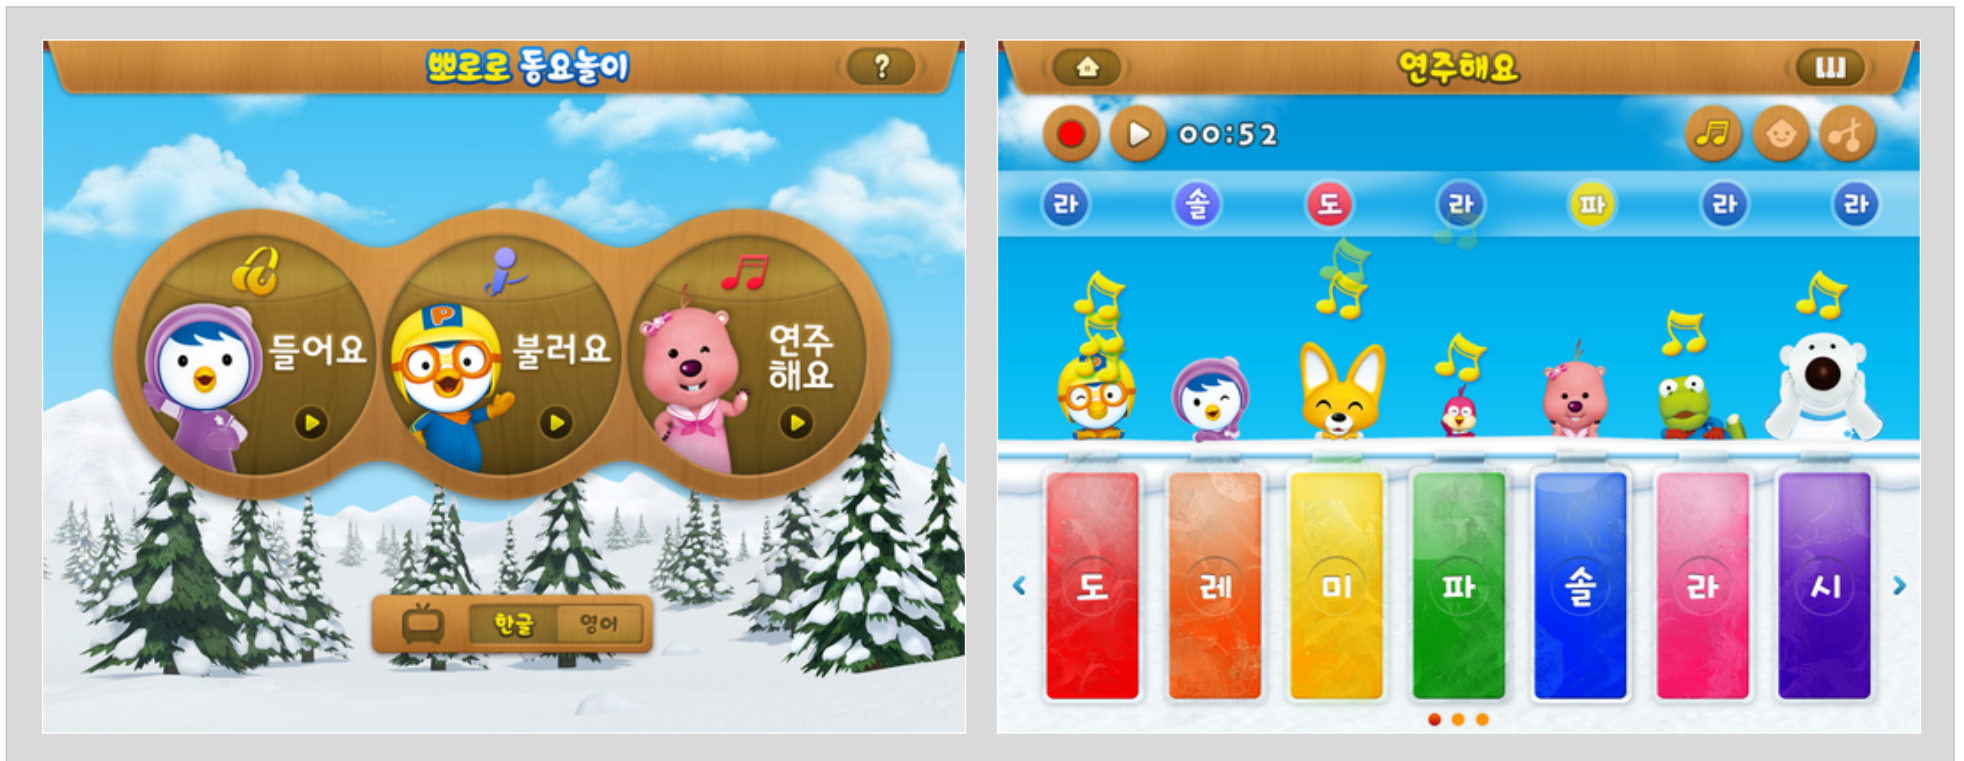 뽀로로 동요놀이
?
들어요
불러요
연주
해요
P
한글
영어
연주해요
00:52
라 솔 도 라 파 라 라
도 레 미 파 솔 라 시